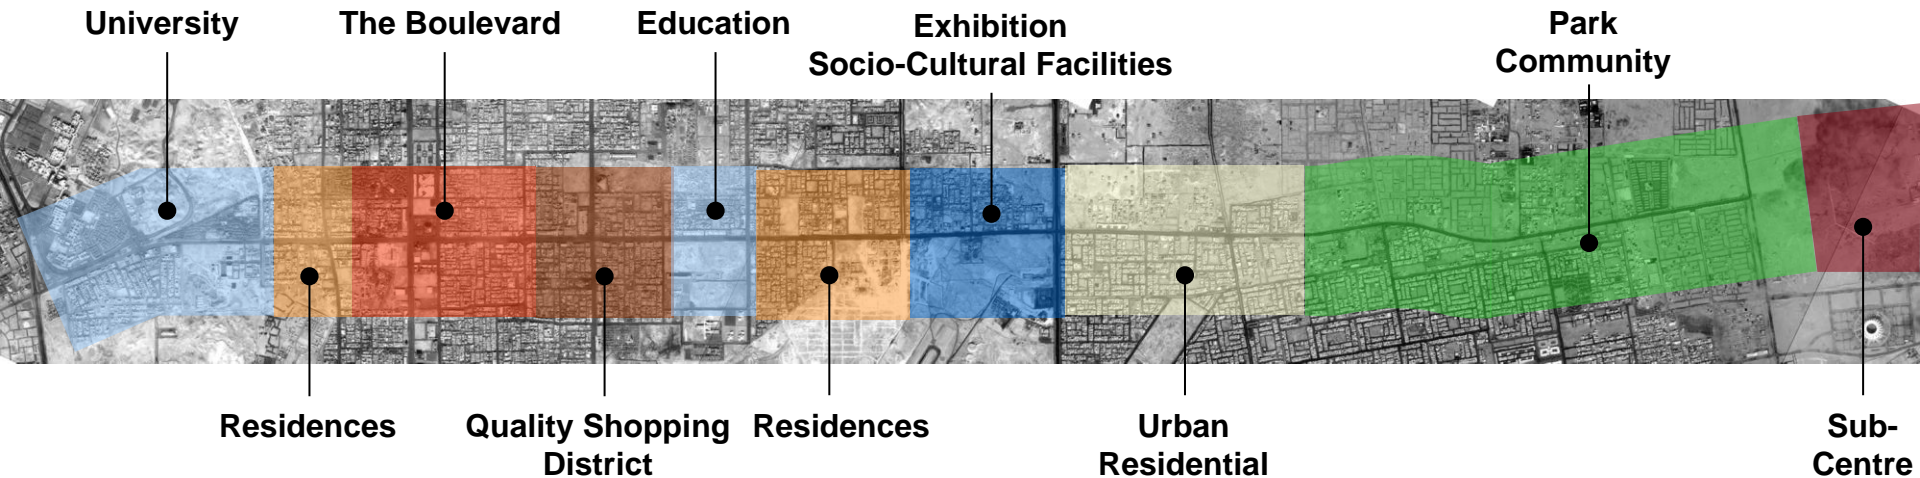 University
The Boulevard
Education
Exhibition
Socio-Cultural Facilities
Park
Community
Residences
Quality Shopping
District
Residences
Urban
Residential
Sub-
Centre